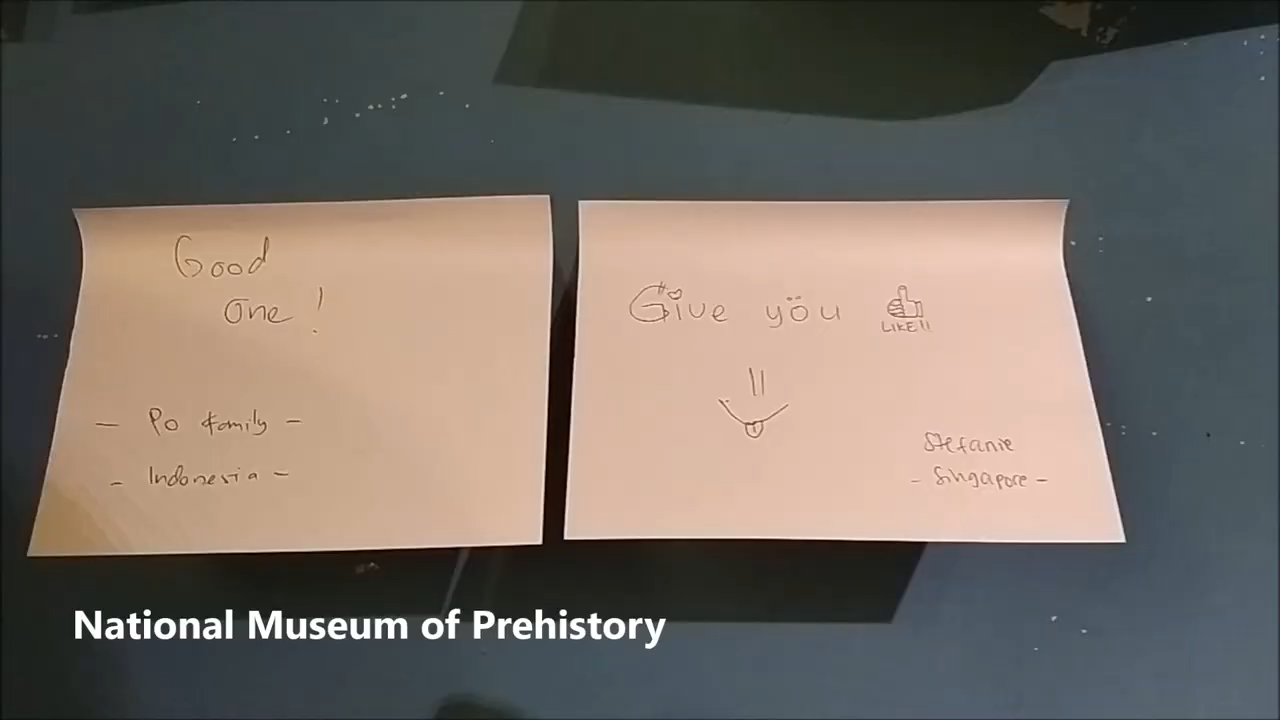 Good
One!
- Po family -
- Indonesia -
Give you
LIKE!!
Stefanie
- Singapore -
National Museum of Prehistory